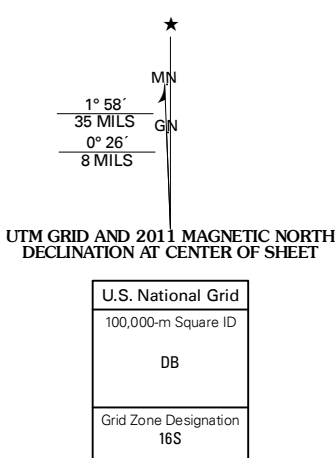 ★
MN
1° 58´
35 MILS
GN
0° 26´
8 MILS
UTM GRID AND 2011 MAGNETIC NORTH
DECLINATION AT CENTER OF SHEET
U.S. National Grid
100,000-m Square ID
DB
Grid Zone Designation
16S